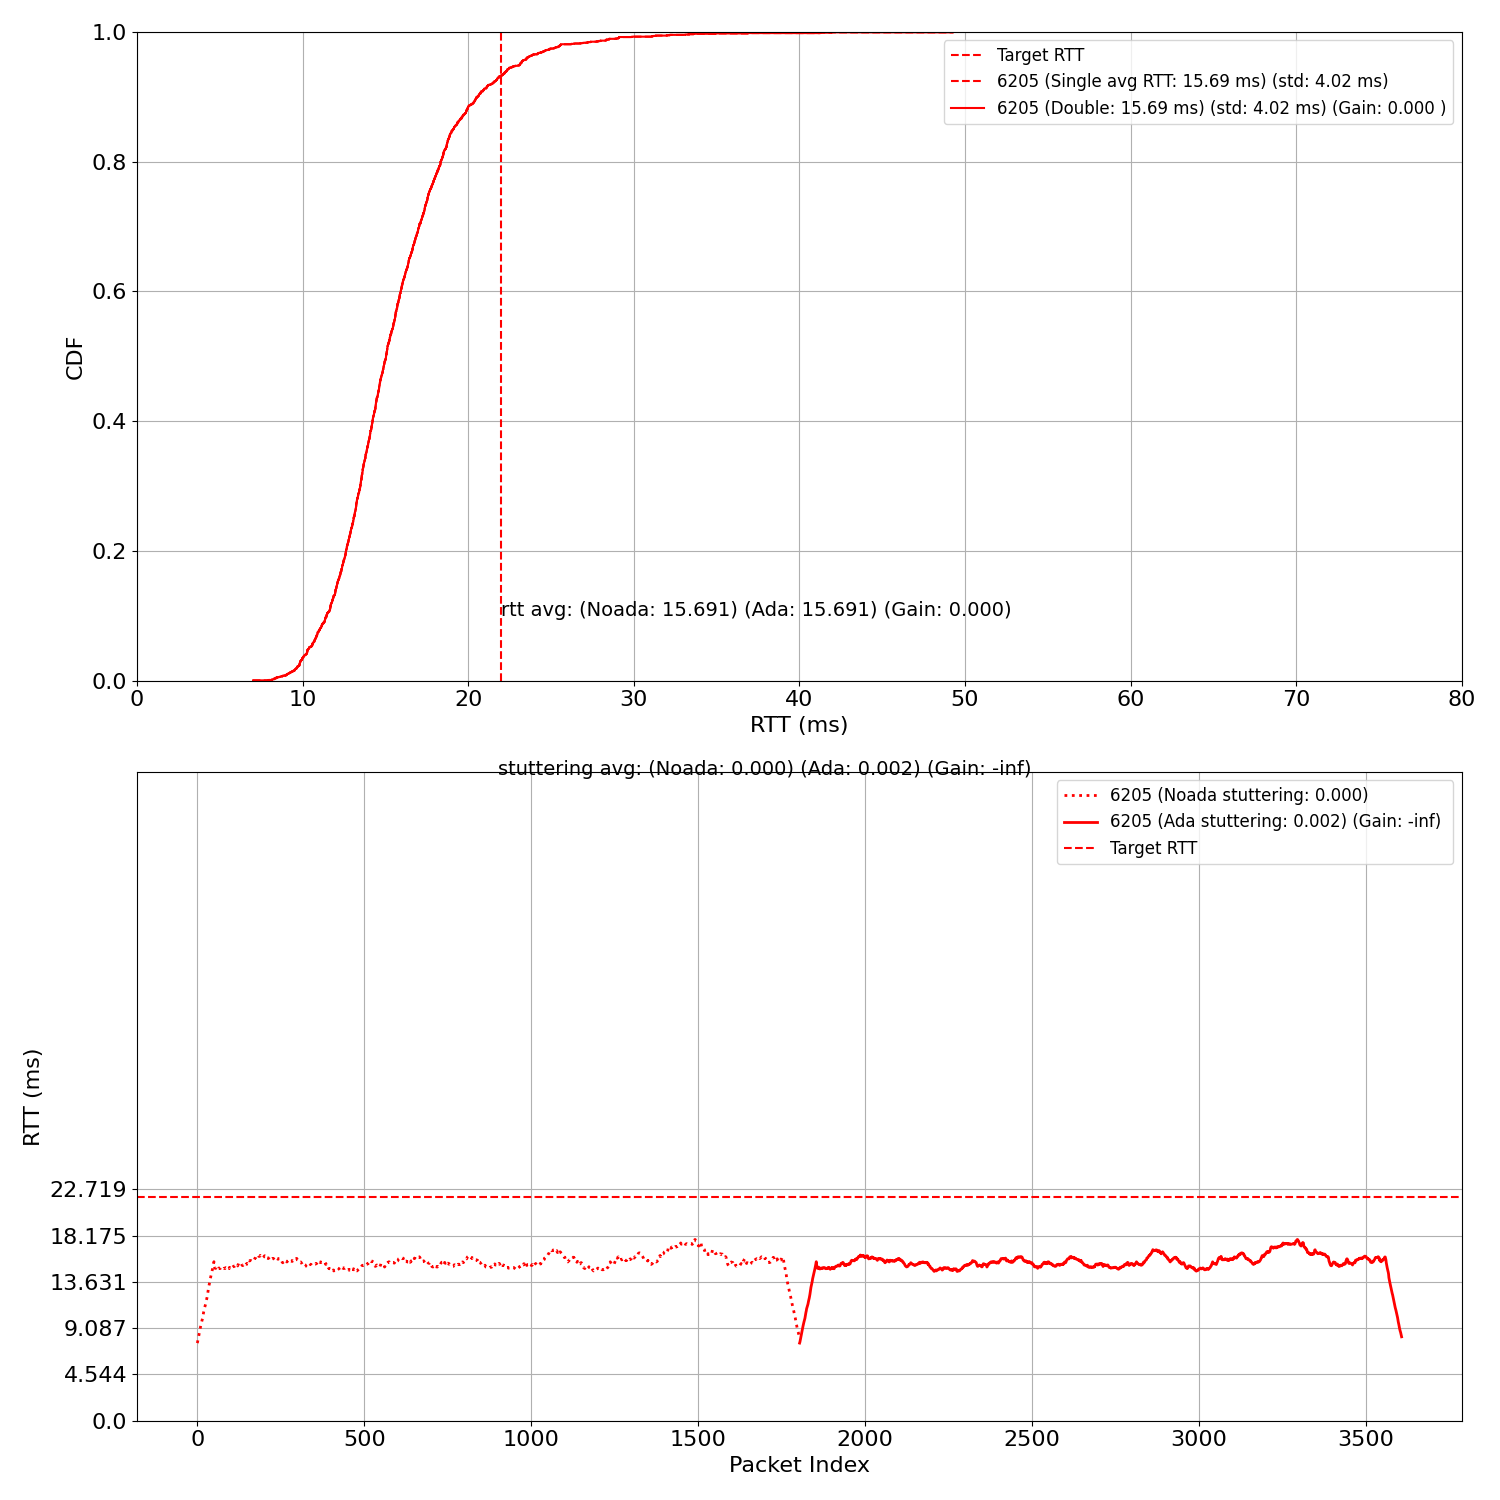 1.0
0.8
0.6
0.4
0.2
0.0
CDF
Target RTT
6205 (Single avg RTT: 15.69 ms) (std: 4.02 ms)
6205 (Double: 15.69 ms) (std: 4.02 ms) (Gain: 0.000 )
rtt avg: (Noada: 15.691) (Ada: 15.691) (Gain: 0.000)
0 10 20 30 40 50 60 70 80
RTT (ms)
stuttering avg: (Noada: 0.000) (Ada: 0.002) (Gain: -inf)
6205 (Noada stuttering: 0.000)
6205 (Ada stuttering: 0.002) (Gain: -inf)
Target RTT
RTT (ms)
22.719
18.175
13.631
9.087
4.544
0.0
0 500 1000 1500 2000 2500 3000 3500
Packet Index